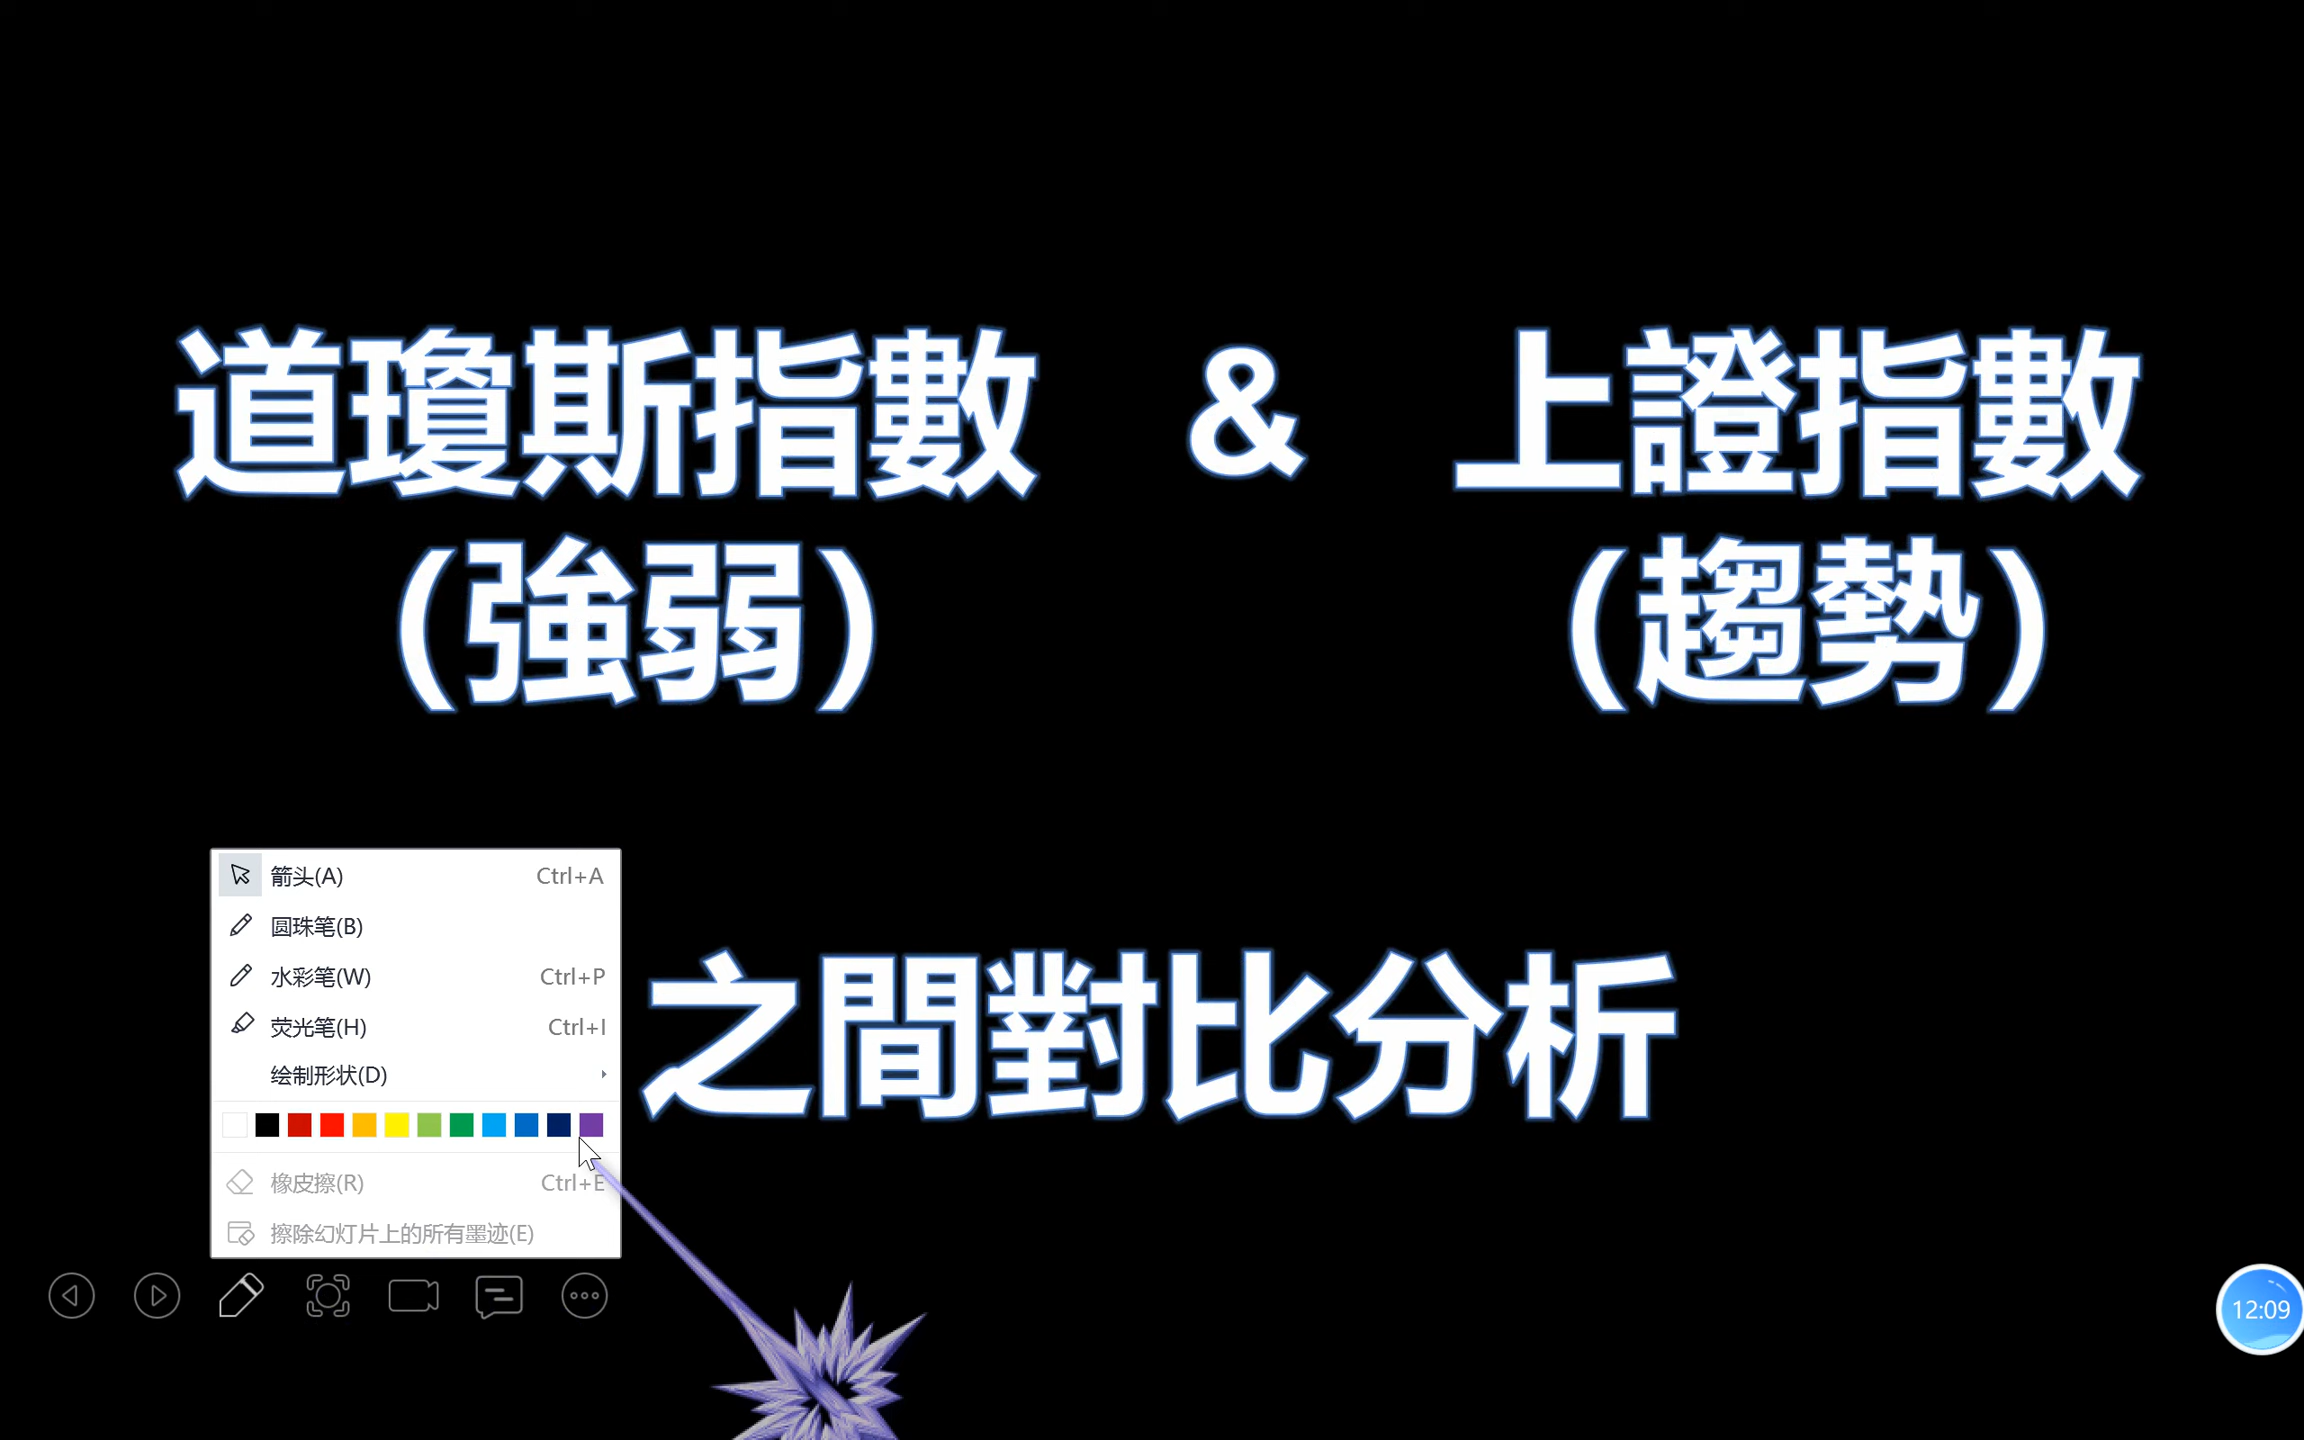 道瓊斯指數 & 上證指數
(強弱) (趨勢)
之間對比分析
箭头(A) Ctrl+A
圆珠笔(B)
水彩笔(W) Ctrl+P
荧光笔(H) Ctrl+I
绘制形状(D)
橡皮擦(R) Ctrl+E
擦除幻灯片上的所有墨迹(E)
12:09